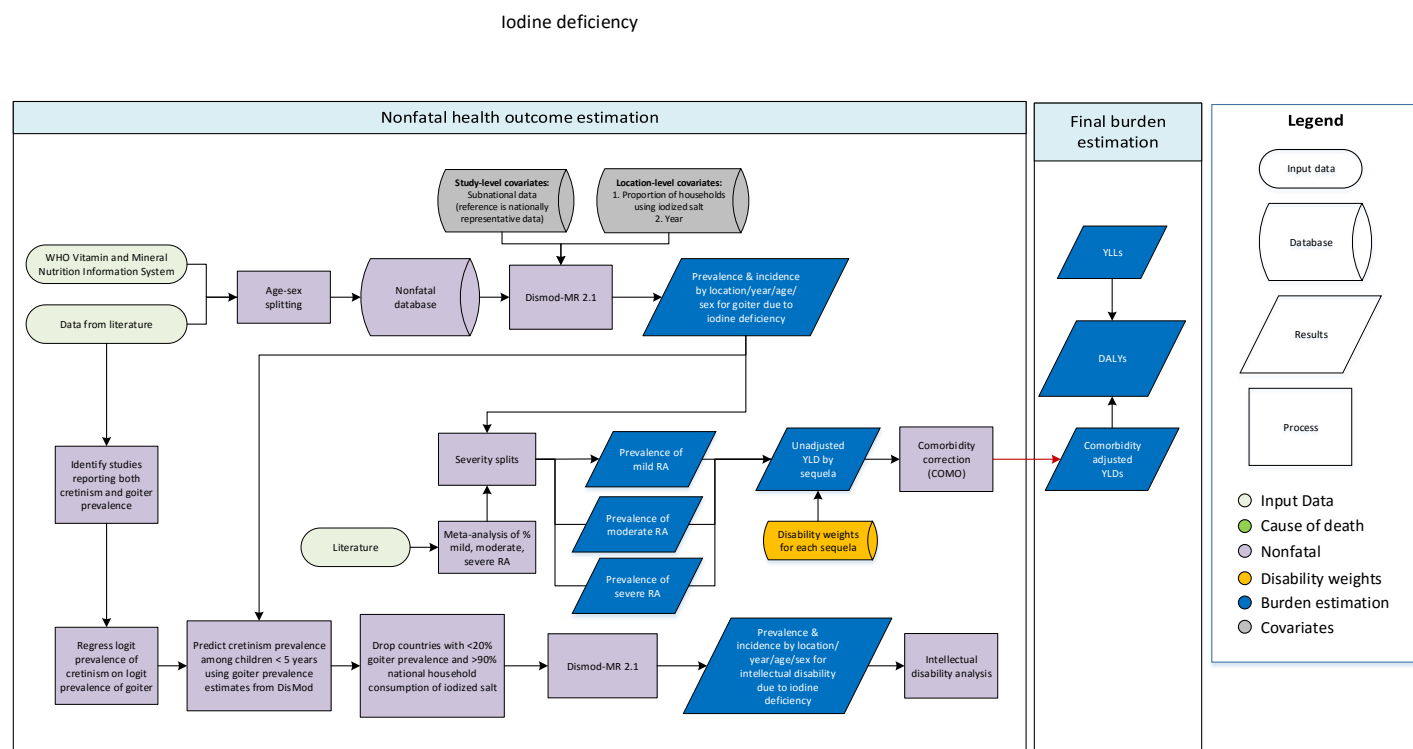 Iodine deficiency
Nonfatal health outcome estimation
Final burden
estimation
Legend
Study-level covariates:
Subnational data
(reference is nationally
representative data)
Location-level covariates:
1. Proportion of households
using iodized salt
2. Year
WHO Vitamin and Mineral
Nutrition Information System
Data from literature
Age-sex
splitting
Nonfatal
database
Dismod-MR 2.1
Prevalence & incidence
by location/year/age/
sex for goiter due to
iodine deficiency
Identify studies
reporting both
cretinism and goiter
prevalence
Severity splits
Literature
Meta-analysis of %
mild, moderate,
severe RA
Prevalence of
mild RA
Prevalence of
moderate RA
Prevalence of
severe RA
Unadjusted
YLD by
sequela
Disability weights
for each sequela
Comorbidity
correction
(COMO)
Regress logit
prevalence of
cretinism on logit
prevalence of goiter
Predict cretinism prevalence
among children < 5 years
using goiter prevalence
estimates from DisMod
Drop countries with <20%
goiter prevalence and >90%
national household
consumption of iodized salt
Dismod-MR 2.1
Prevalence &
incidence by location/
year/age/sex for
intellectual disability
due to iodine
deficiency
Intellectual
disability analysis
YLLs
DALYs
Comorbidity
adjusted
YLDs
Input data
Database
Results
Process
Input Data
Cause of death
Nonfatal
Disability weights
Burden estimation
Covariates